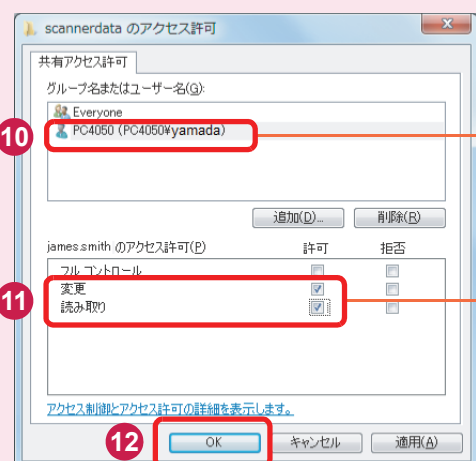 scannerdata のアクセス許可
共有アクセス許可
グループ名またはユーザー名(G):
Everyone
10
PC4050 (PC4050¥yamada)
追加(D)... 削除(R)
james.smith のアクセス許可(P) 許可 拒否
フル コントロール
11
変更
読み取り
アクセス制御とアクセス許可の詳細を表示します。
12
OK キャンセル 適用(A)